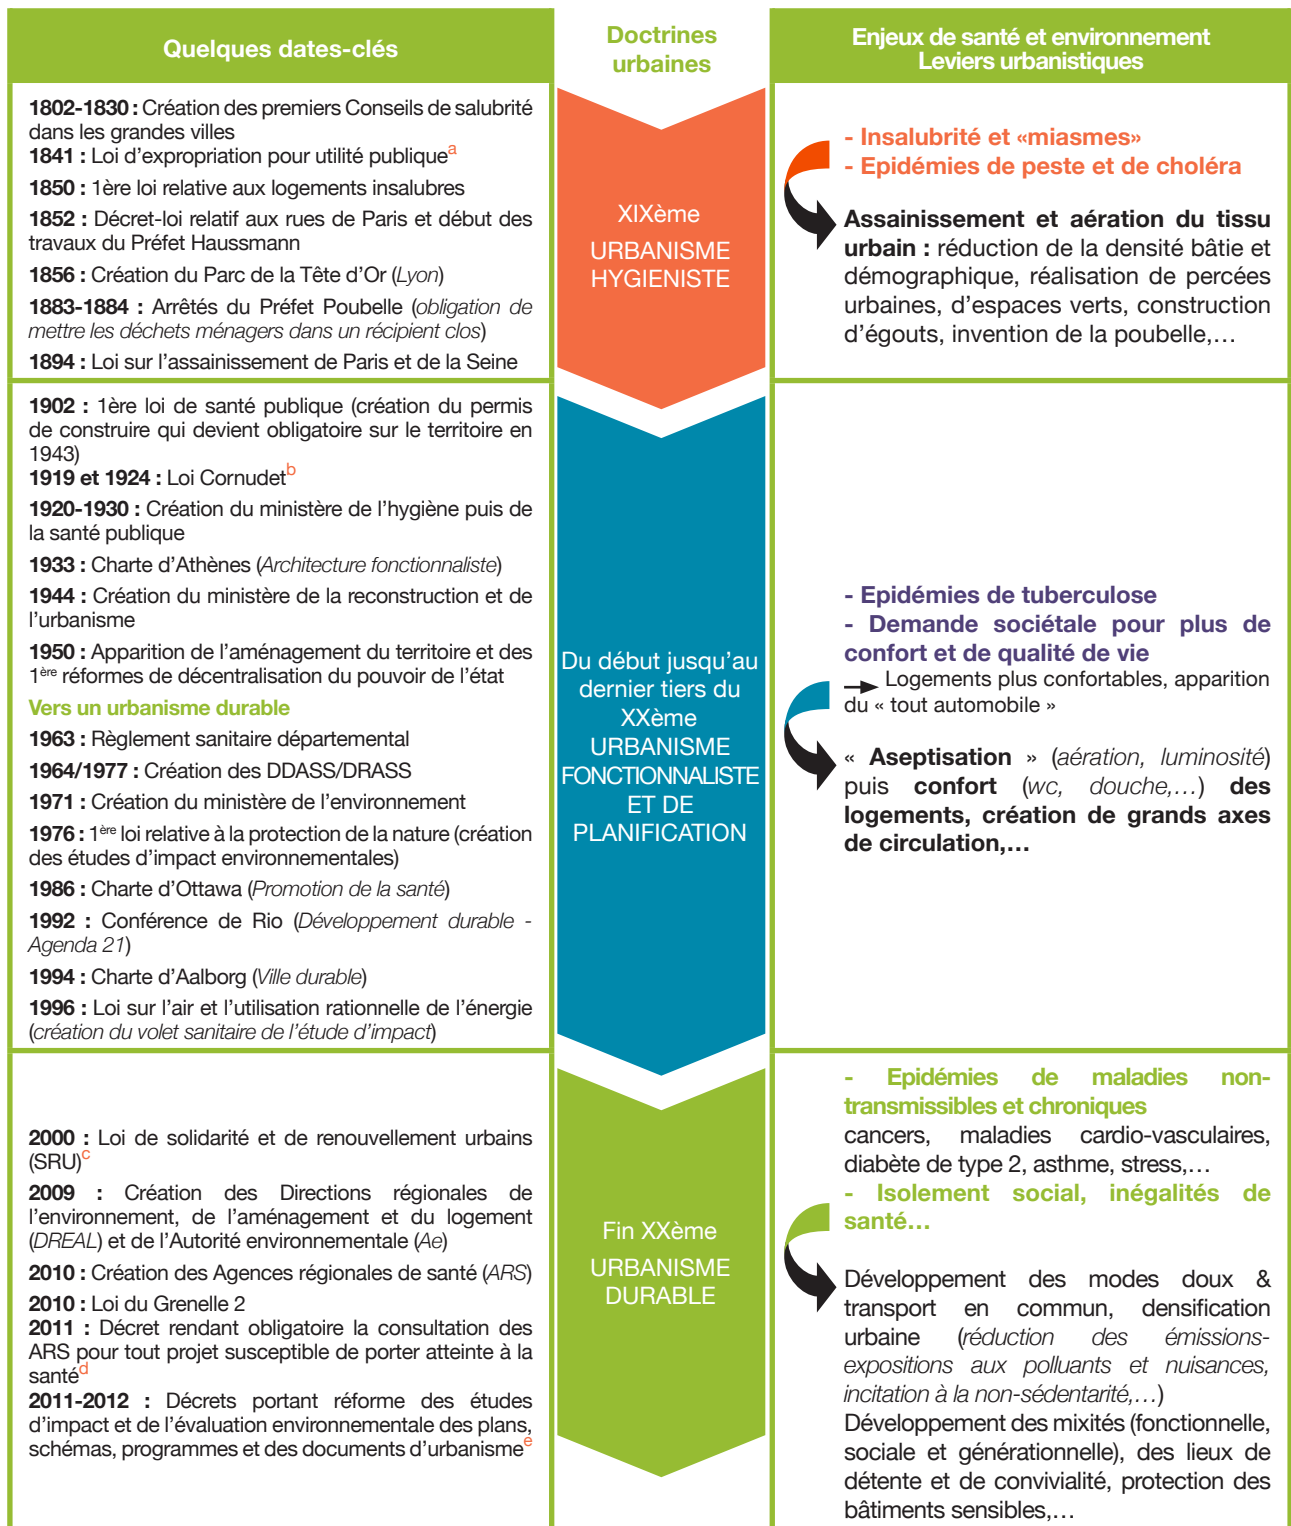 Quelques dates-clés
Doctrines
urbaines
Enjeux de santé et environnement
Leviers urbanistiques
1802-1830 : Création des premiers Conseils de salubrité
dans les grandes villes
1841 : Loi d'expropriation pour utilité publique a
1850 : 1ère loi relative aux logements insalubres
1852 : Décret-loi relatif aux rues de Paris et début des
travaux du Préfet Haussmann
1856 : Création du Parc de la Tête d'Or (Lyon)
1883-1884 : Arrêtés du Préfet Poubelle (obligation de
mettre les déchets ménagers dans un récipient clos)
1894 : Loi sur l'assainissement de Paris et de la Seine
XIXème
URBANISME
HYGIENISTE
- Insalubrité et «miasmes»
- Epidémies de peste et de choléra
Assainissement et aération du tissu
urbain : réduction de la densité bâtie et
démographique, réalisation de percées
urbaines, d'espaces verts, construction
d'égouts, invention de la poubelle,…
1902 : 1ère loi de santé publique (création du permis
de construire qui devient obligatoire sur le territoire en
1943)
1919 et 1924 : Loi Cornudet b
1920-1930 : Création du ministère de l'hygiène puis de
la santé publique
1933 : Charte d'Athènes (Architecture fonctionnaliste)
1944 : Création du ministère de la reconstruction et de
l'urbanisme
1950 : Apparition de l'aménagement du territoire et des
1ère réformes de décentralisation du pouvoir de l'état
Vers un urbanisme durable
1963 : Règlement sanitaire départemental
1964/1977 : Création des DDASS/DRASS
1971 : Création du ministère de l'environnement
1976 : 1ère loi relative à la protection de la nature (création
des études d'impact environnementales)
1986 : Charte d'Ottawa (Promotion de la santé)
1992 : Conférence de Rio (Développement durable -
Agenda 21)
1994 : Charte d'Aalborg (Ville durable)
1996 : Loi sur l'air et l'utilisation rationnelle de l'énergie
(création du volet sanitaire de l'étude d'impact)
Du début jusqu'au
dernier tiers du
XXème
URBANISME
FONCTIONNALISTE
ET DE
PLANIFICATION
- Epidémies de tuberculose
- Demande sociétale pour plus de
confort et de qualité de vie
Logements plus confortables, apparition
du « tout automobile »
« Aseptisation » (aération, luminosité)
puis confort (wc, douche,…) des
logements, création de grands axes
de circulation,…
2000 : Loi de solidarité et de renouvellement urbains
(SRU) c
2009 : Création des Directions régionales de
l'environnement, de l'aménagement et du logement
(DREAL) et de l'Autorité environnementale (Ae)
2010 : Création des Agences régionales de santé (ARS)
2010 : Loi du Grenelle 2
2011 : Décret rendant obligatoire la consultation des
ARS pour tout projet susceptible de porter atteinte à la
santé d
2011-2012 : Décrets portant réforme des études
d'impact et de l'évaluation environnementale des plans,
schémas, programmes et des documents d'urbanisme e
Fin XXème
URBANISME
DURABLE
- Epidémies de maladies non-
transmissibles et chroniques
cancers, maladies cardio-vasculaires,
diabète de type 2, asthme, stress,…
- Isolement social, inégalités de
santé…
Développement des modes doux &
transport en commun, densification
urbaine (réduction des émissions-
expositions aux polluants et nuisances,
incitation à la non-sédentarité,…)
Développement des mixités (fonctionnelle,
sociale et générationnelle), des lieux de
détente et de convivialité, protection des
bâtiments sensibles,…